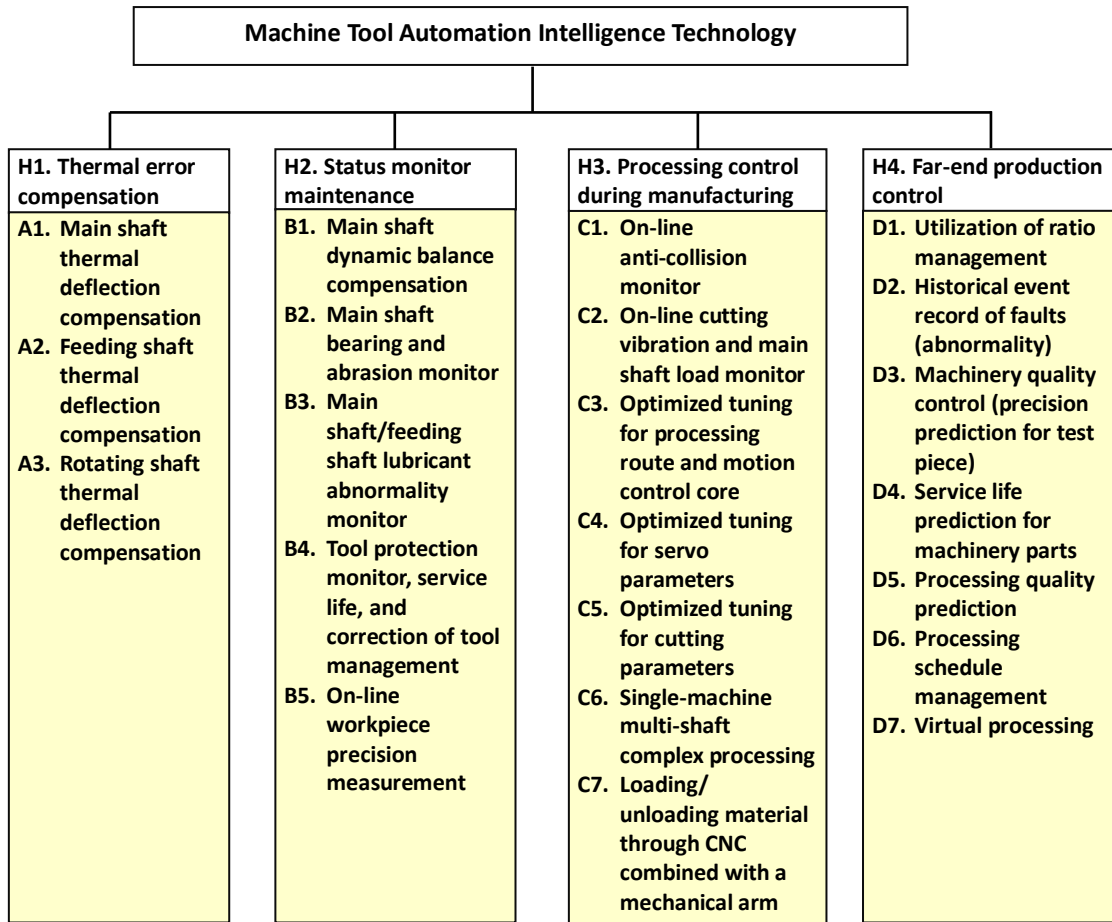 Machine Tool Automation Intelligence Technology
H1. Thermal error
compensation
A1. Main shaft
thermal
deflection
compensation
A2. Feeding shaft
thermal
deflection
compensation
A3. Rotating shaft
thermal
deflection
compensation
H2. Status monitor
maintenance
B1. Main shaft
dynamic balance
compensation
B2. Main shaft
bearing and
abrasion monitor
B3. Main
shaft/feeding
shaft lubricant
abnormality
monitor
B4. Tool protection
monitor, service
life, and
correction of tool
management
B5. On-line
workpiece
precision
measurement
H3. Processing control
during manufacturing
C1. On-line
anti-collision
monitor
C2. On-line cutting
vibration and main
shaft load monitor
C3. Optimized tuning
for processing
route and motion
control core
C4. Optimized tuning
for servo
parameters
C5. Optimized tuning
for cutting
parameters
C6. Single-machine
multi-shaft
complex processing
C7. Loading/
unloading material
through CNC
combined with a
mechanical arm
H4. Far-end production
control
D1. Utilization of ratio
management
D2. Historical event
record of faults
(abnormality)
D3. Machinery quality
control (precision
prediction for test
piece)
D4. Service life
prediction for
machinery parts
D5. Processing quality
prediction
D6. Processing
schedule
management
D7. Virtual processing